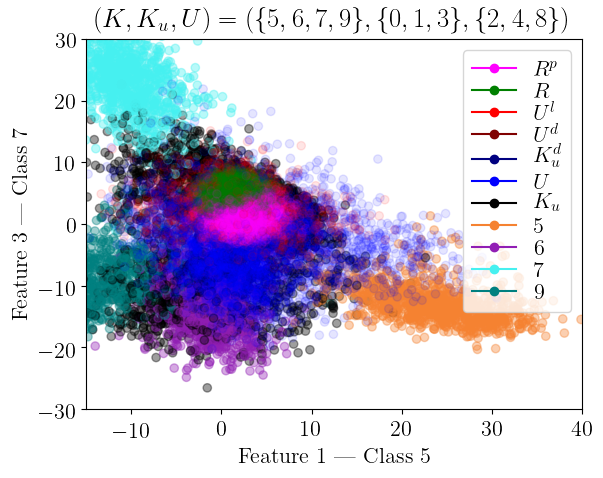 (K, K_u, U) = ({5, 6, 7, 9}, {0, 1, 3}, {2, 4, 8})
30
20
10
0
−10
−20
−30
Feature 3 — Class 7
R^p
R
U^l
U^d
K_u^d
U
K_u
5
6
7
9
−10
0
10
20
30
40
Feature 1 — Class 5